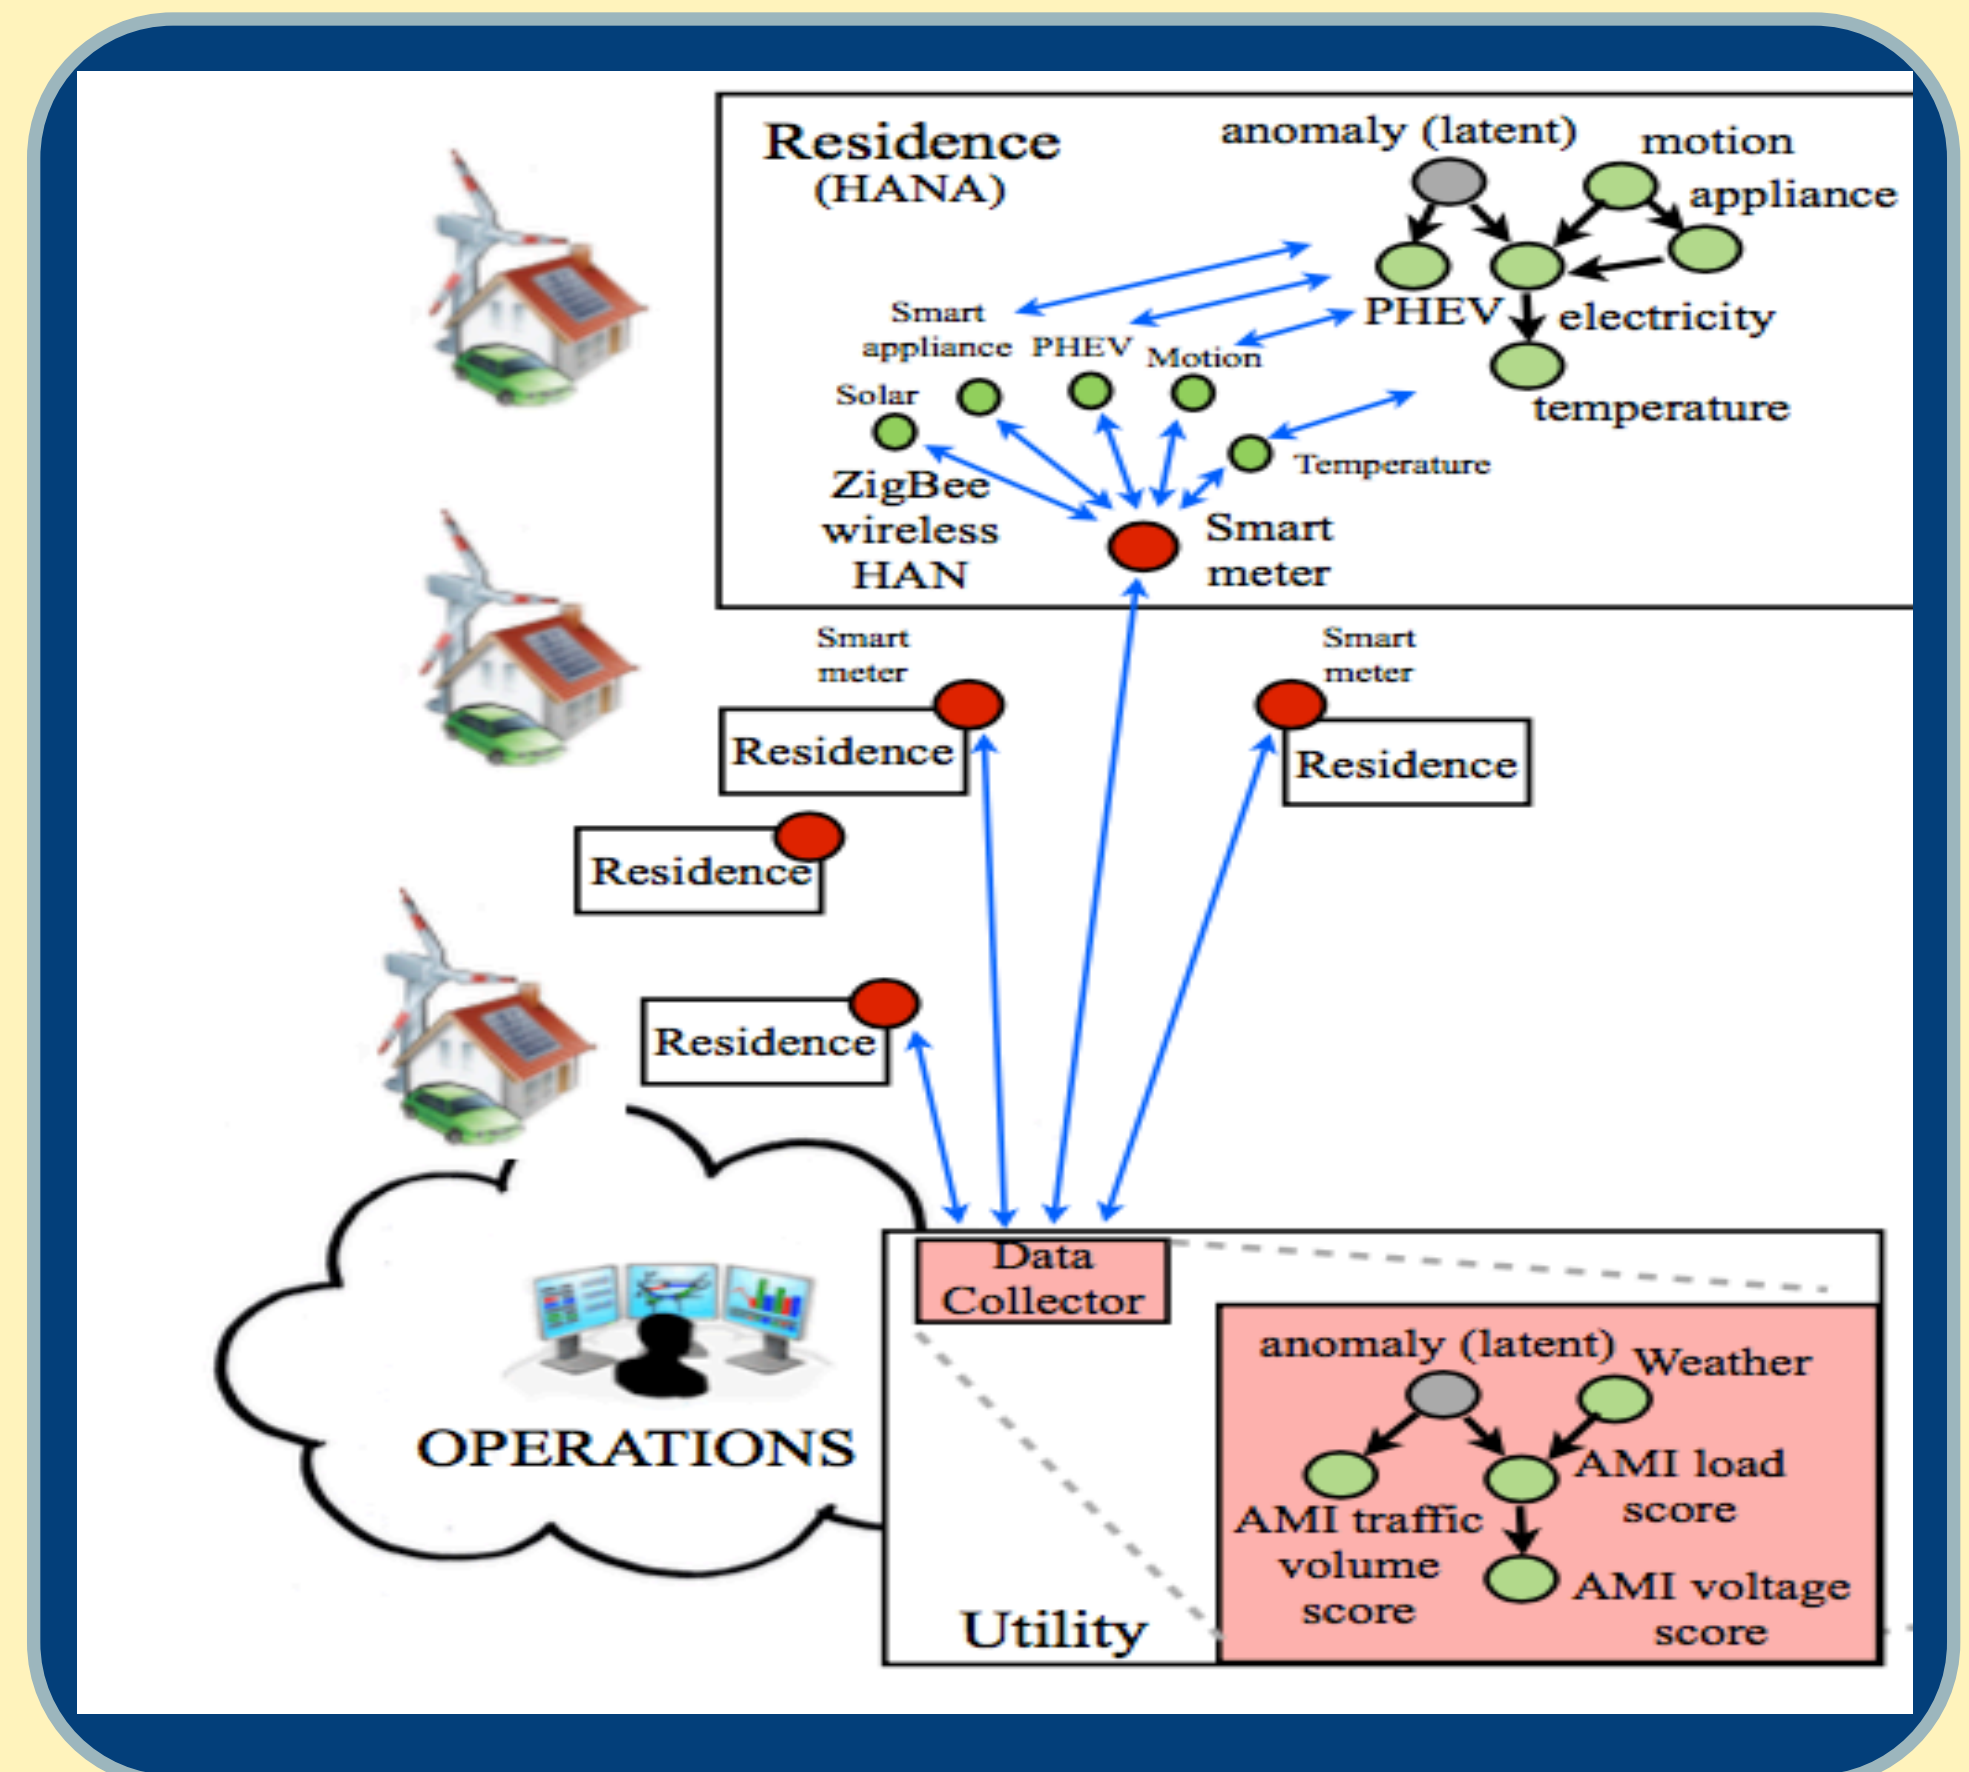 Residence
(HANA)
anomaly (latent)
motion
appliance
PHEV
electricity
temperature
Smart
appliance
PHEV
Motion
Solar
Temperature
ZigBee
wireless
HAN
Smart
meter
Smart
meter
Smart
meter
Residence
Residence
Residence
Residence
Data
Collector
OPERATIONS
Utility
anomaly (latent)
Weather
AMI load
score
AMI traffic
volume
score
AMI voltage
score